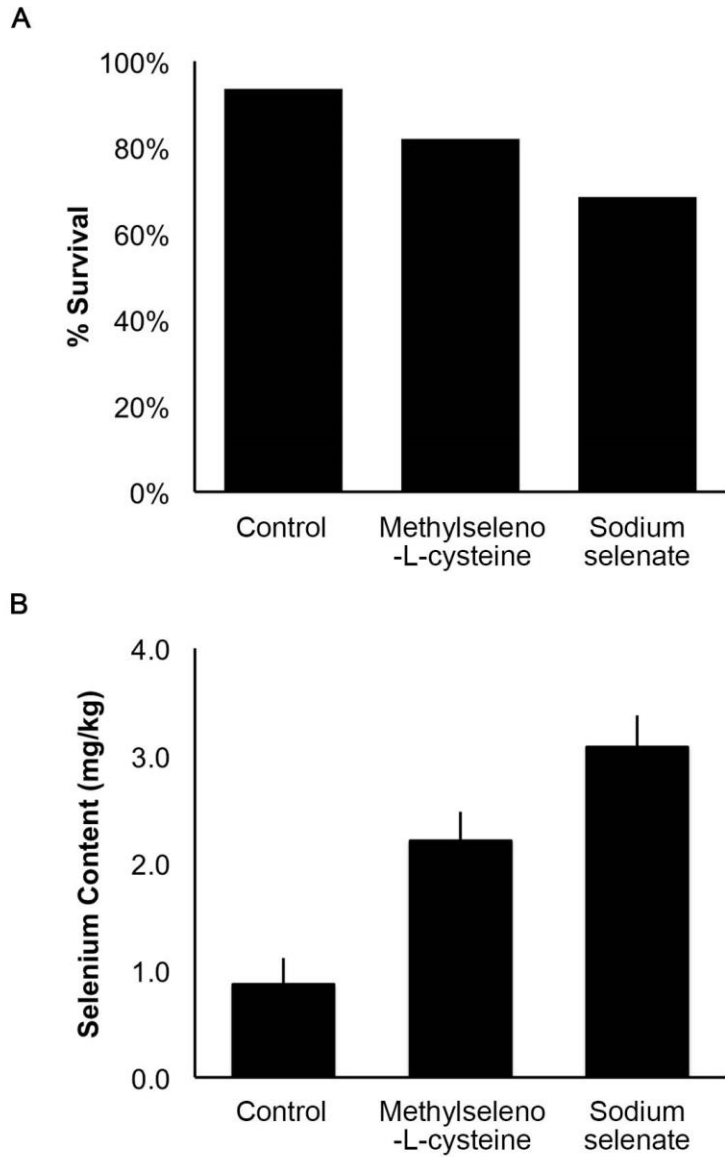 A
% Survival
100%
80%
60%
40%
20%
0%
Control
Methylseleno
-L-cysteine
Sodium
selenate
B
Selenium Content (mg/kg)
4.0
3.0
2.0
1.0
0.0
Control
Methylseleno
-L-cysteine
Sodium
selenate